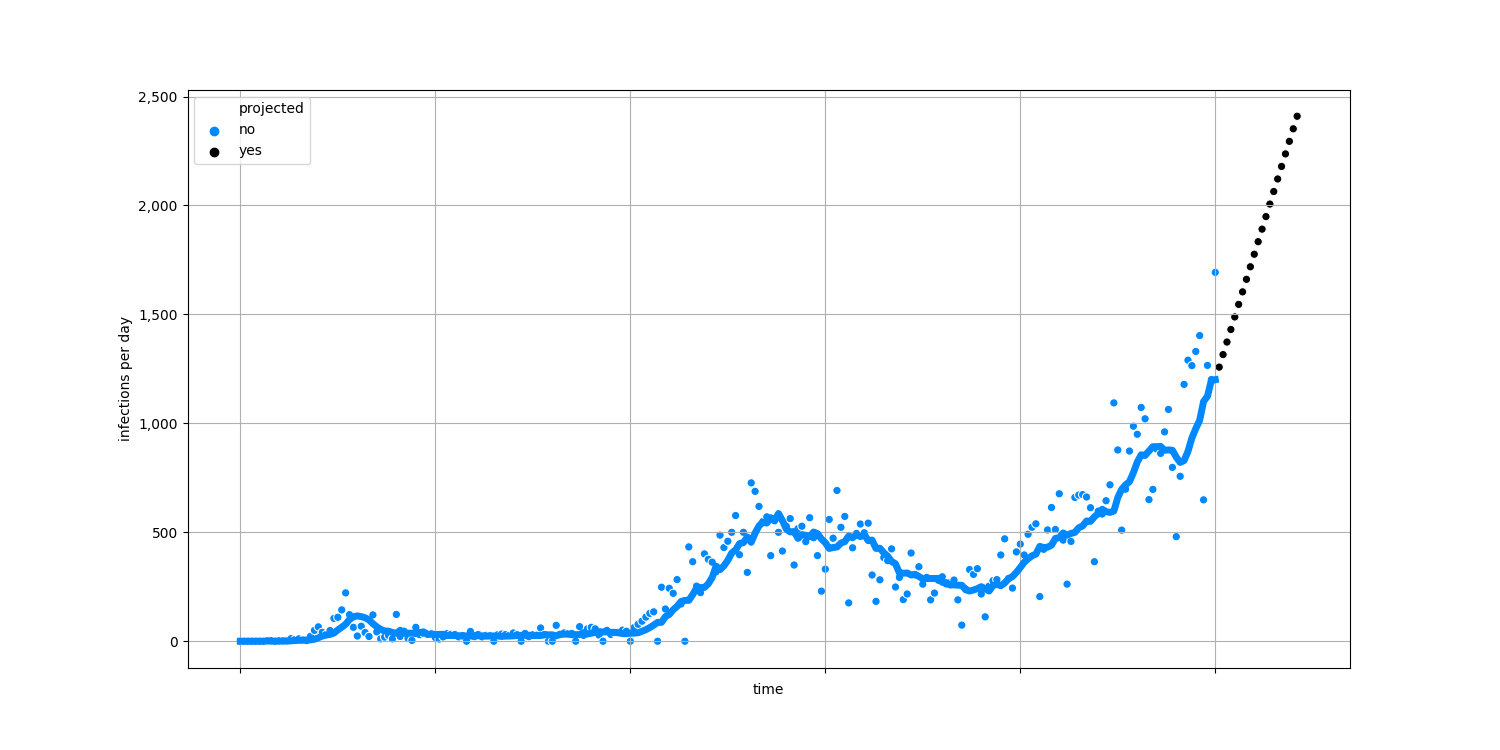 2,500
2,000
1,500
1,000
500
0
infections per day
projected
no
yes
time